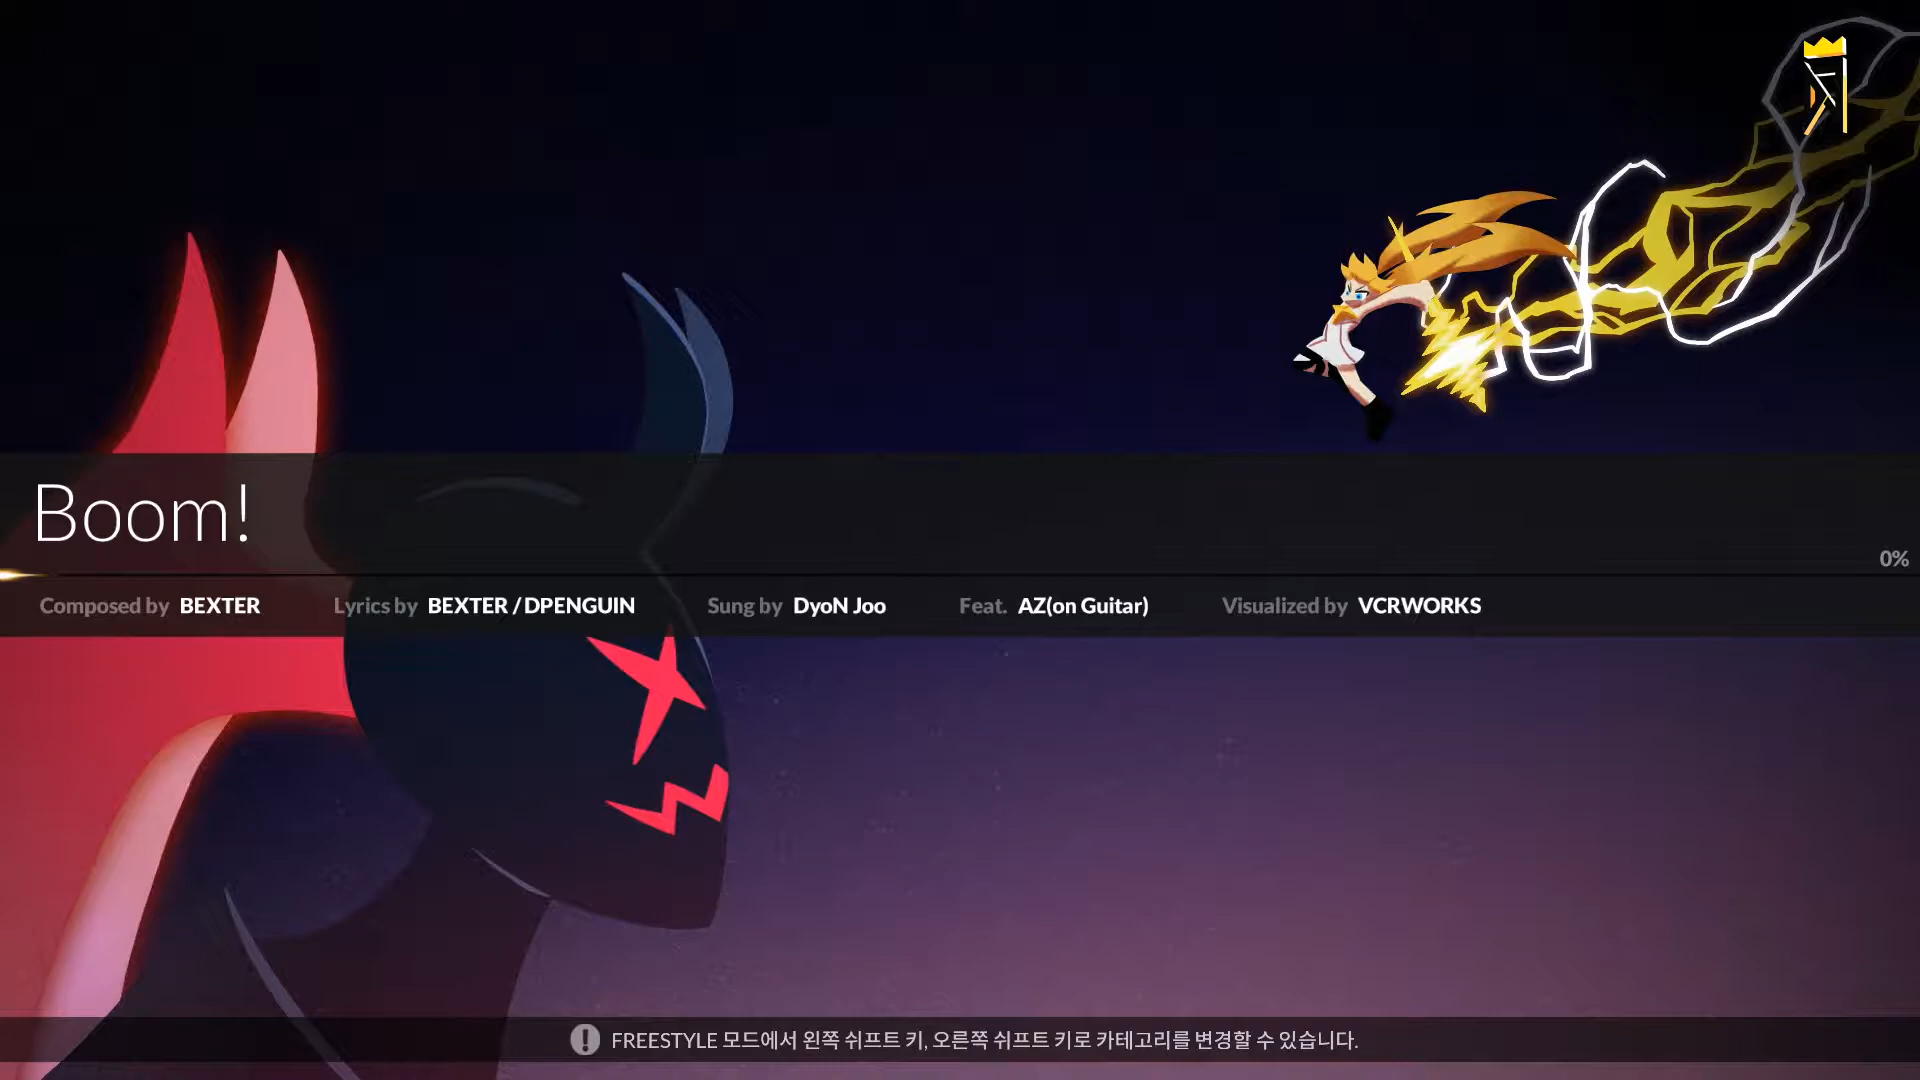 Boom!
0%
Composed by BEXTER Lyrics by BEXTER / DPENGUIN Sung by DyoN Joo Feat. AZ(on Guitar) Visualized by VCRWORKS
FREESTYLE 모드에서 왼쪽 쉬프트 키, 오른쪽 쉬프트 키로 카테고리를 변경할 수 있습니다.